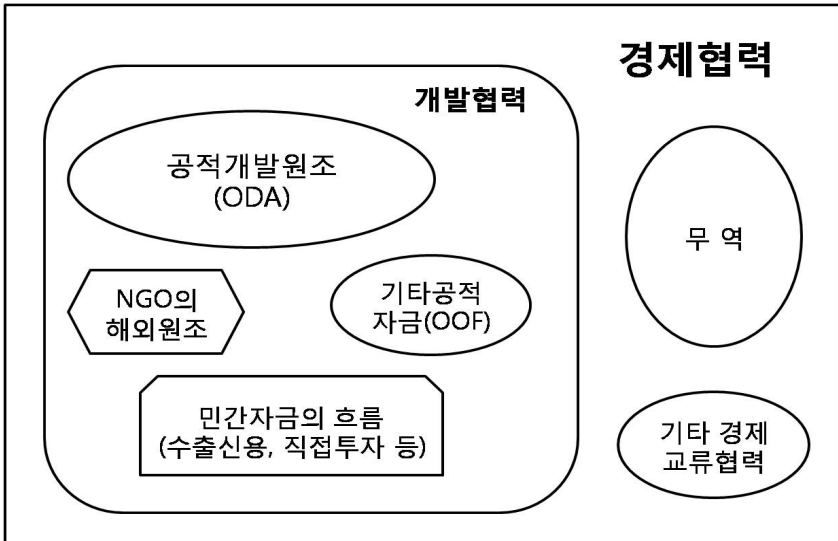 경제협력
개발협력
공적개발원조
(ODA)
무 역
NGO의
해외원조
기타공적
자금(OOF)
민간자금의 흐름
(수출신용, 직접투자 등)
기타 경제
교류협력